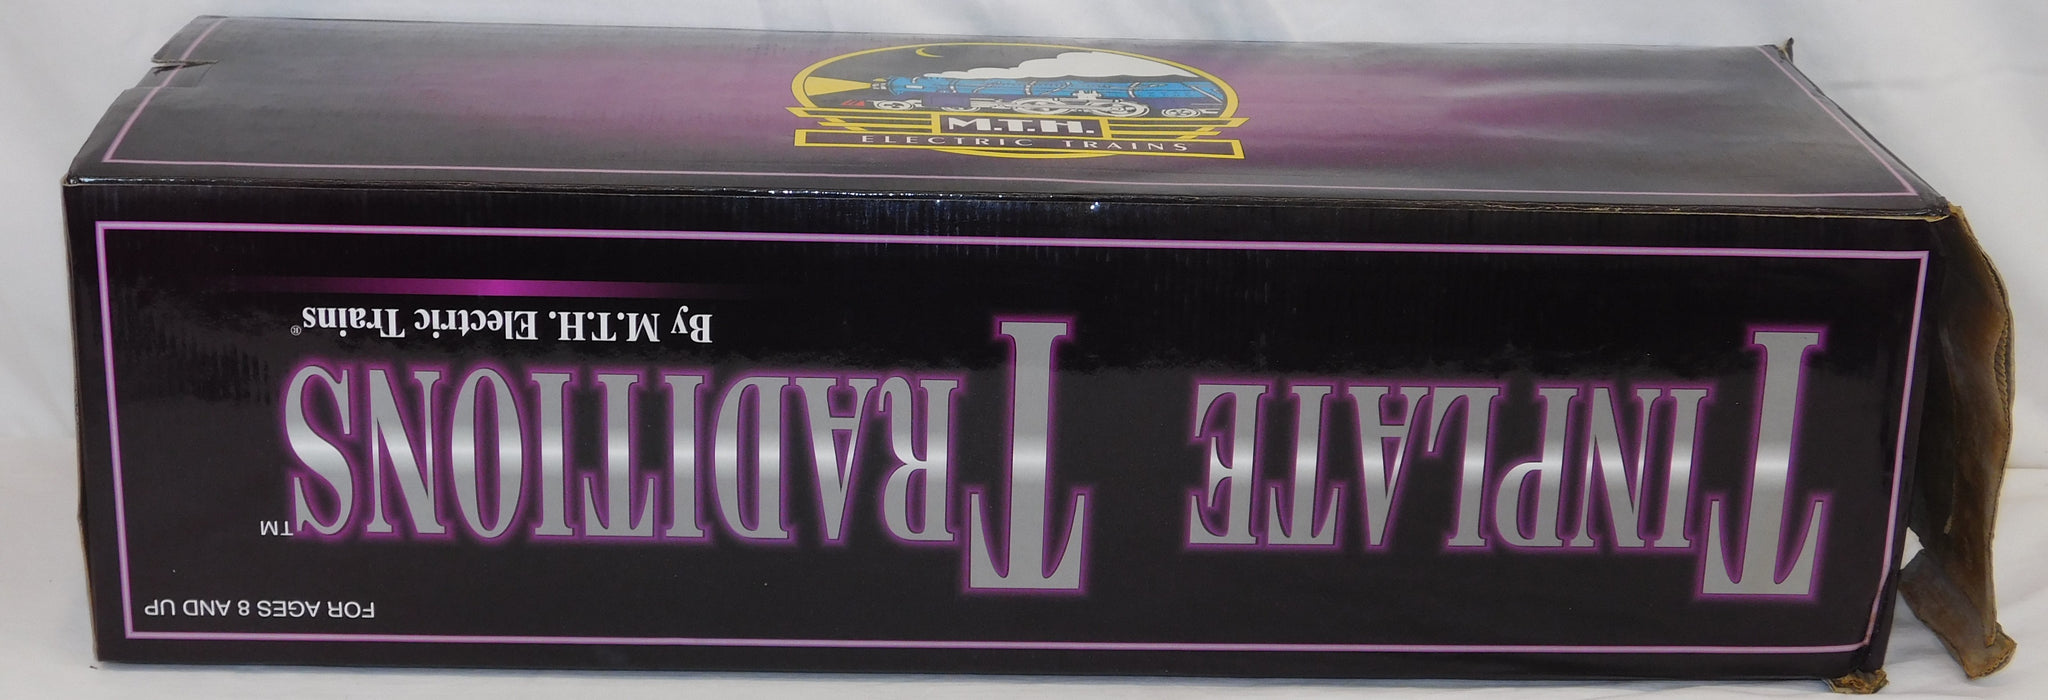 M.T.H.
ELECTRIC TRAINS
FOR AGES 8 AND UP
TINPLATE TRADITIONS™
By M.T.H. Electric Trains®